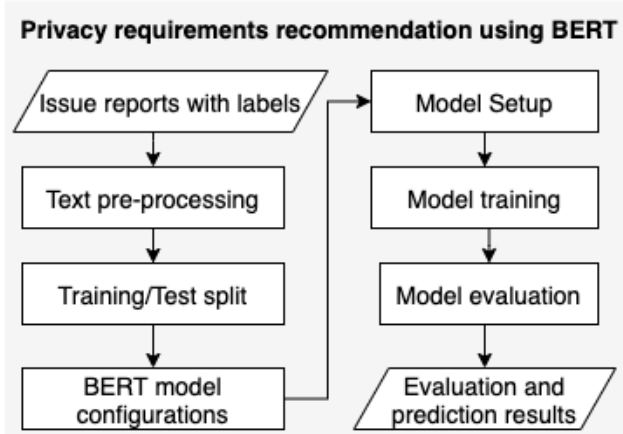 Privacy requirements recommendation using BERT
Issue reports with labels
Text pre-processing
Training/Test split
BERT model
configurations
Model Setup
Model training
Model evaluation
Evaluation and
prediction results